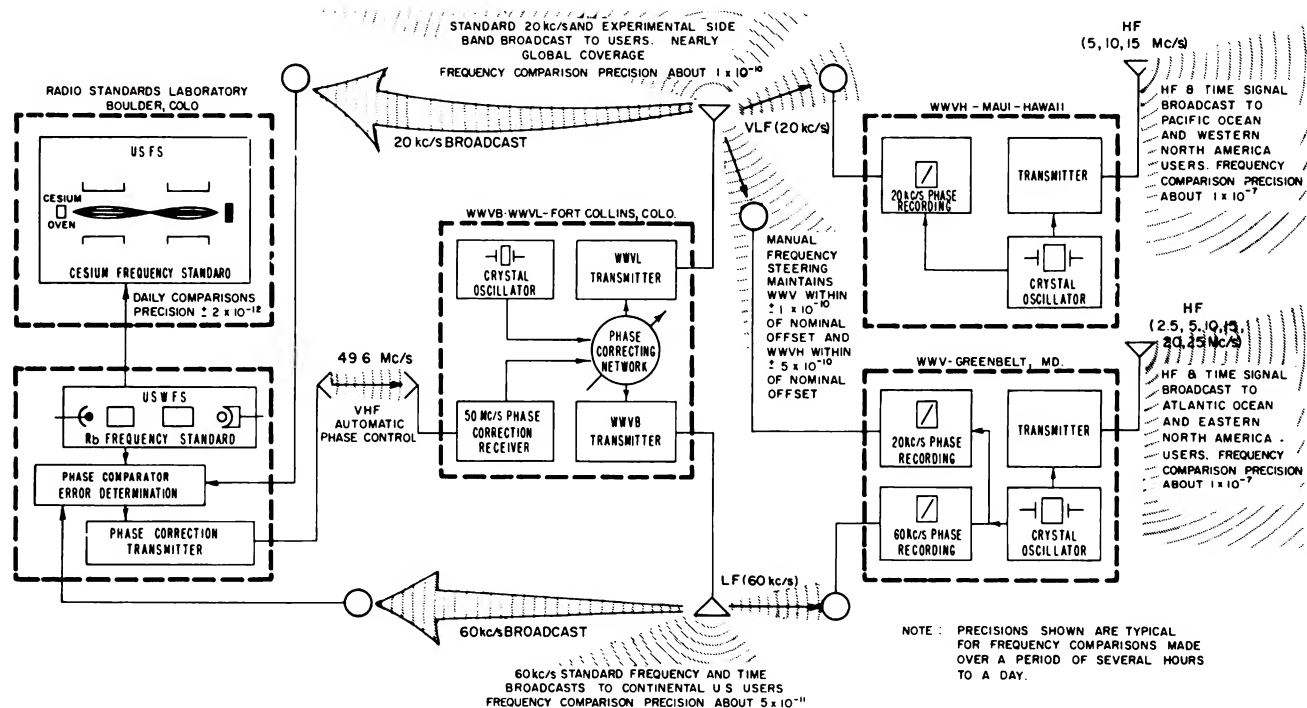 STANDARD 20 kc/s AND EXPERIMENTAL SIDE
BAND BROADCAST TO USERS. NEARLY
GLOBAL COVERAGE
FREQUENCY COMPARISON PRECISION ABOUT 1 x 10⁻¹⁰
20 kc/s BROADCAST
VLF (20 kc/s)
RADIO STANDARDS LABORATORY
BOULDER, COLO
USFS
CESIUM
OVEN
CESIUM FREQUENCY STANDARD
DAILY COMPARISONS
PRECISION ± 2 x 10⁻¹²
USWFS
Rb FREQUENCY STANDARD
PHASE COMPARATOR
ERROR DETERMINATION
PHASE CORRECTION
TRANSMITTER
49.6 Mc/s
VHF
AUTOMATIC
PHASE CONTROL
WWVB-WWVL-FORT COLLINS, COLO.
CRYSTAL
OSCILLATOR
WWVL
TRANSMITTER
PHASE
CORRECTING
NETWORK
50 MC/S PHASE
CORRECTION
RECEIVER
WWVB
TRANSMITTER
MANUAL
FREQUENCY
STEERING
MAINTAINS
WWV WITHIN
± 1 x 10⁻¹⁰
OF NOMINAL
OFFSET AND
WWVH WITHIN
± 5 x 10⁻¹⁰
OF NOMINAL
OFFSET
WWVH - MAUI - HAWAII
20KC/S PHASE
RECORDING
TRANSMITTER
CRYSTAL
OSCILLATOR
HF
(5, 10, 15 Mc/s)
HF & TIME SIGNAL
BROADCAST TO
PACIFIC OCEAN
AND WESTERN
NORTH AMERICA
USERS. FREQUENCY
COMPARISON PRECISION
ABOUT 1 x 10⁻⁷
WWV-GREENBELT, MD.
20KC/S PHASE
RECORDING
60KC/S PHASE
RECORDING
TRANSMITTER
CRYSTAL
OSCILLATOR
HF
(2.5, 5, 10, 15,
20, 25 Mc/s)
HF & TIME SIGNAL
BROADCAST TO
ATLANTIC OCEAN
AND EASTERN
NORTH AMERICA.
USERS. FREQUENCY
COMPARISON PRECISION
ABOUT 1x10⁻⁷
LF (60 kc/s)
60 kc/s BROADCAST
60 kc/s STANDARD FREQUENCY AND TIME
BROADCASTS TO CONTINENTAL U S USERS
FREQUENCY COMPARISON PRECISION ABOUT 5 x 10⁻¹¹
NOTE : PRECISIONS SHOWN ARE TYPICAL
FOR FREQUENCY COMPARISONS MADE
OVER A PERIOD OF SEVERAL HOURS
TO A DAY.